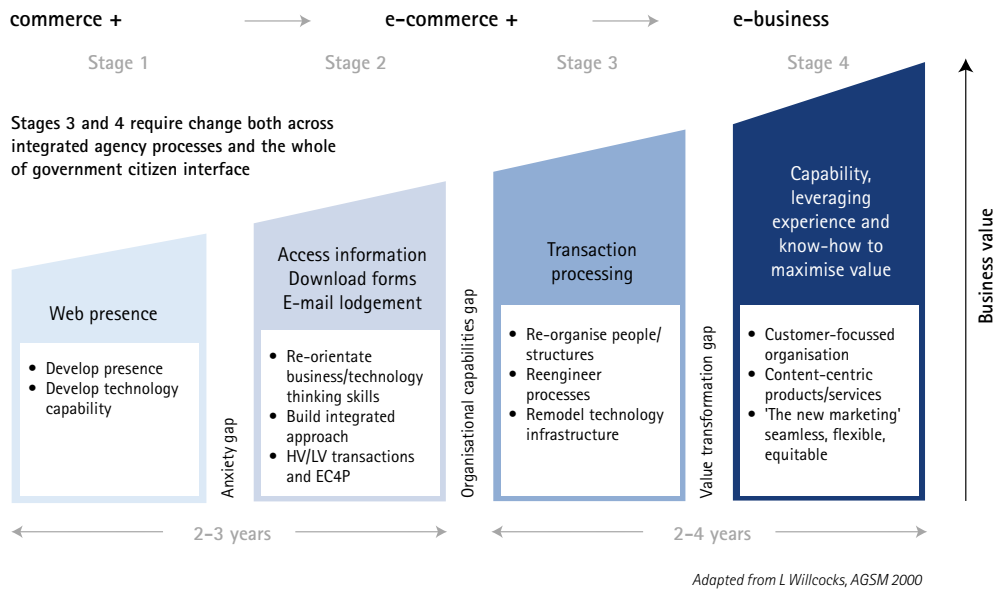 commerce +
e-commerce +
e-business
Stage 1
Stage 2
Stage 3
Stage 4
Stages 3 and 4 require change both across
integrated agency processes and the whole
of government citizen interface
Web presence
• Develop presence
• Develop technology
capability
Anxiety gap
Access information
Download forms
E-mail lodgement
• Re-orientate
business/technology
thinking skills
• Build integrated
approach
• HV/LV transactions
and EC4P
Organisational capabilities gap
Transaction
processing
• Re-organise people/
structures
• Reengineer
processes
• Remodel technology
infrastructure
Value transformation gap
Capability,
leveraging
experience and
know-how to
maximise value
• Customer-focussed
organisation
• Content-centric
products/services
• 'The new marketing'
seamless, flexible,
equitable
Business value
2-3 years
2-4 years
Adapted from L Willcocks, AGSM 2000